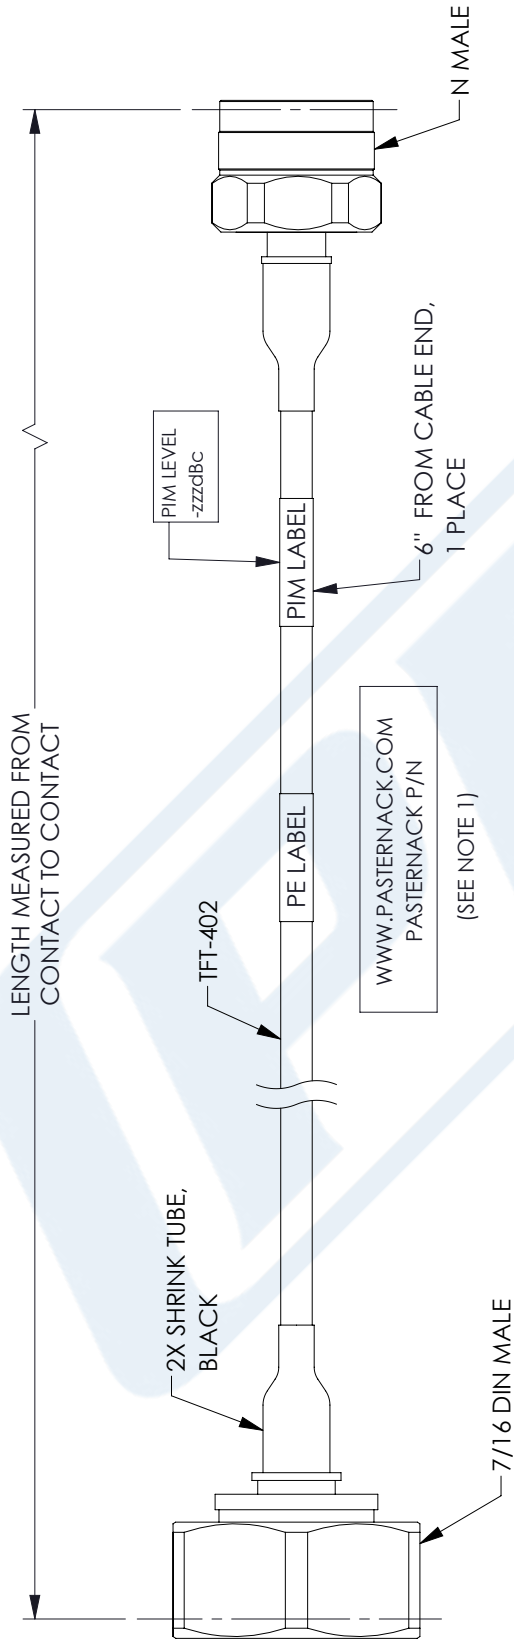 LENGTH MEASURED FROM
CONTACT TO CONTACT
2X SHRINK TUBE,
BLACK
TFT-402
PIM LEVEL
-zzzdBc
PE LABEL
PIM LABEL
7/16 DIN MALE
WWW.PASTERNACK.COM
PASTERNACK P/N
(SEE NOTE 1)
6" FROM CABLE END,
1 PLACE
N MALE